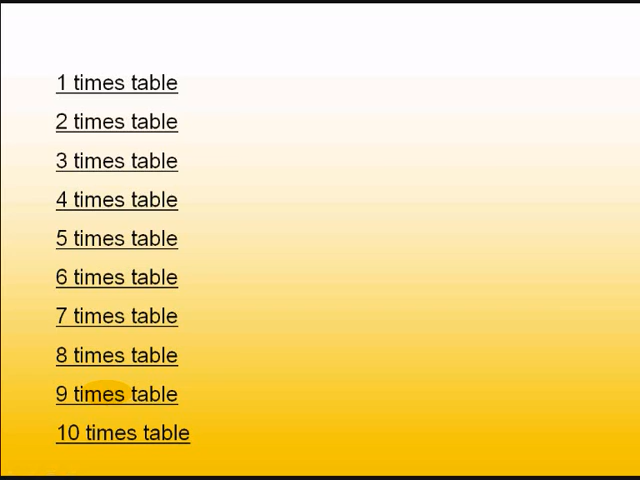 1 times table
2 times table
3 times table
4 times table
5 times table
6 times table
7 times table
8 times table
9 times table
10 times table